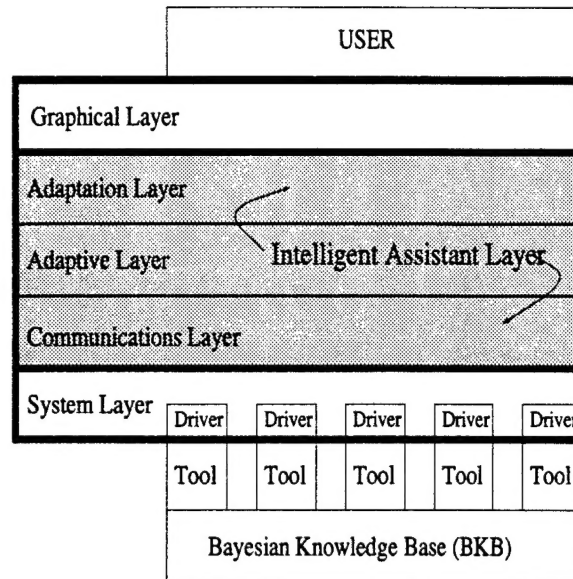 USER
Graphical Layer
Adaptation Layer
Adaptive Layer
Intelligent Assistant Layer
Communications Layer
System Layer
Driver Driver Driver Driver Driver
Tool Tool Tool Tool Tool
Bayesian Knowledge Base (BKB)